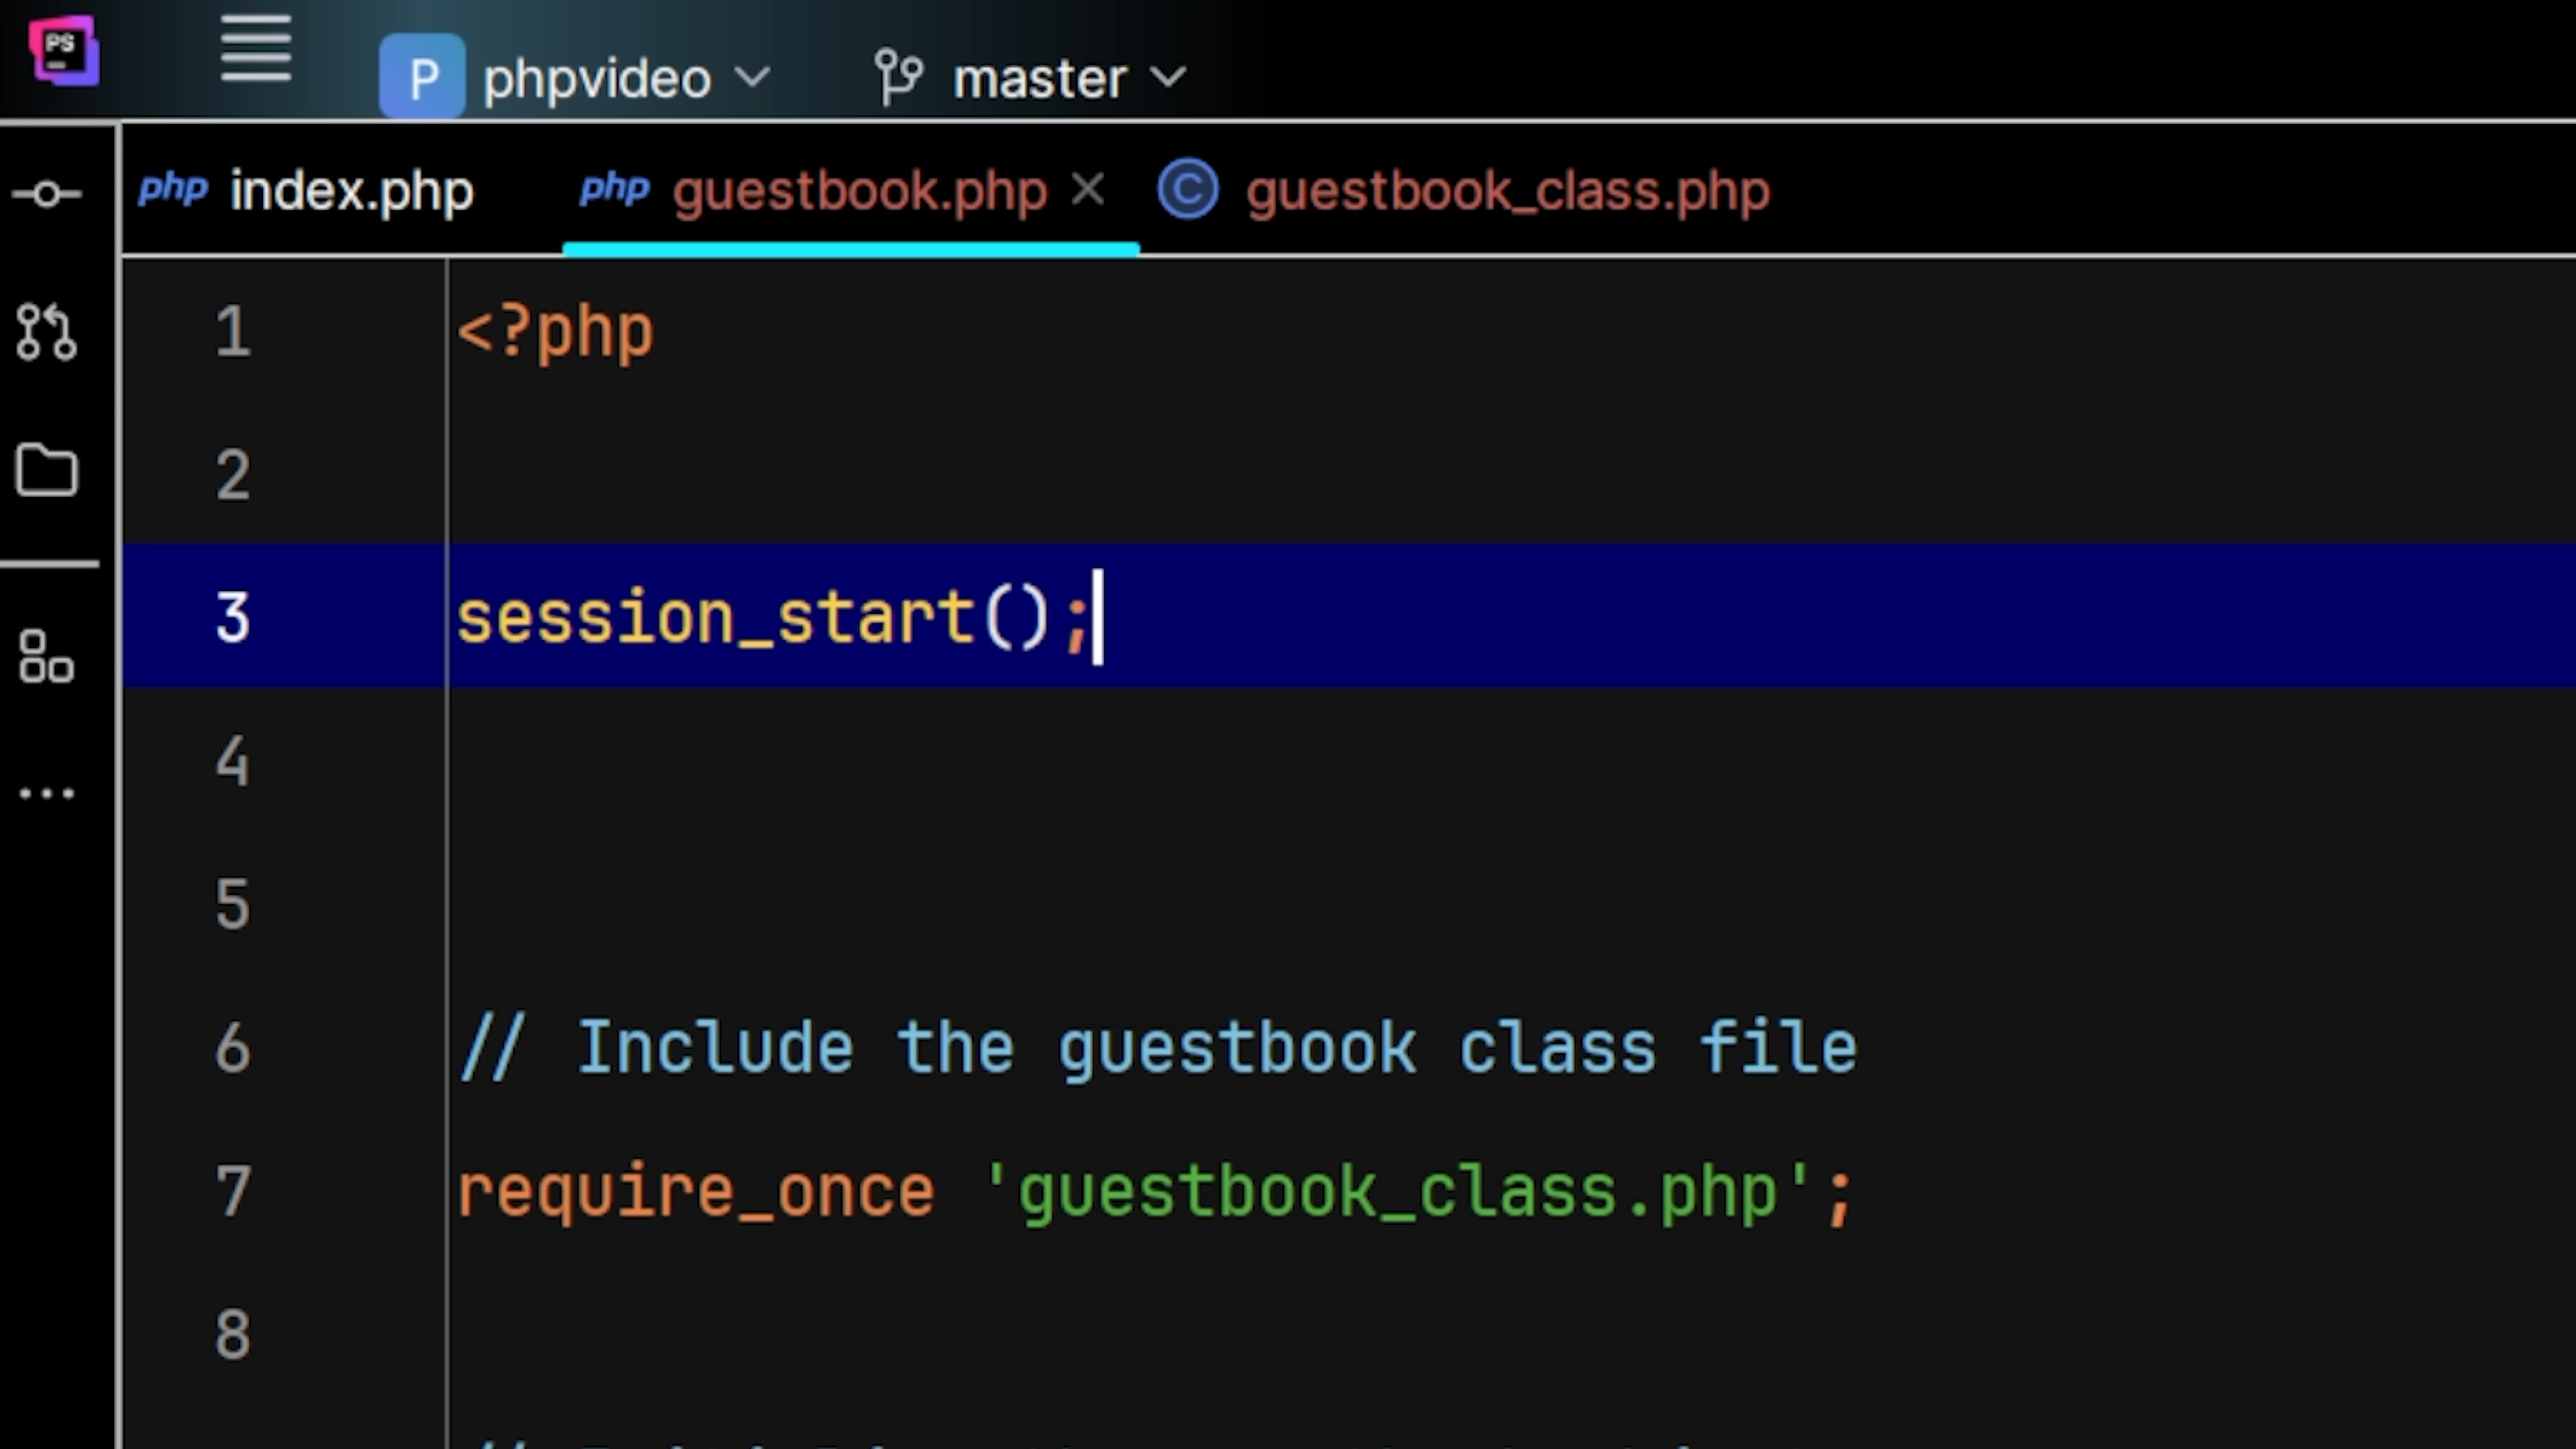 PS
P phpvideo master
php index.php php guestbook.php C guestbook_class.php
1 <?php
2
3 session_start();
4
5
6 // Include the guestbook class file
7 require_once 'guestbook_class.php';
8